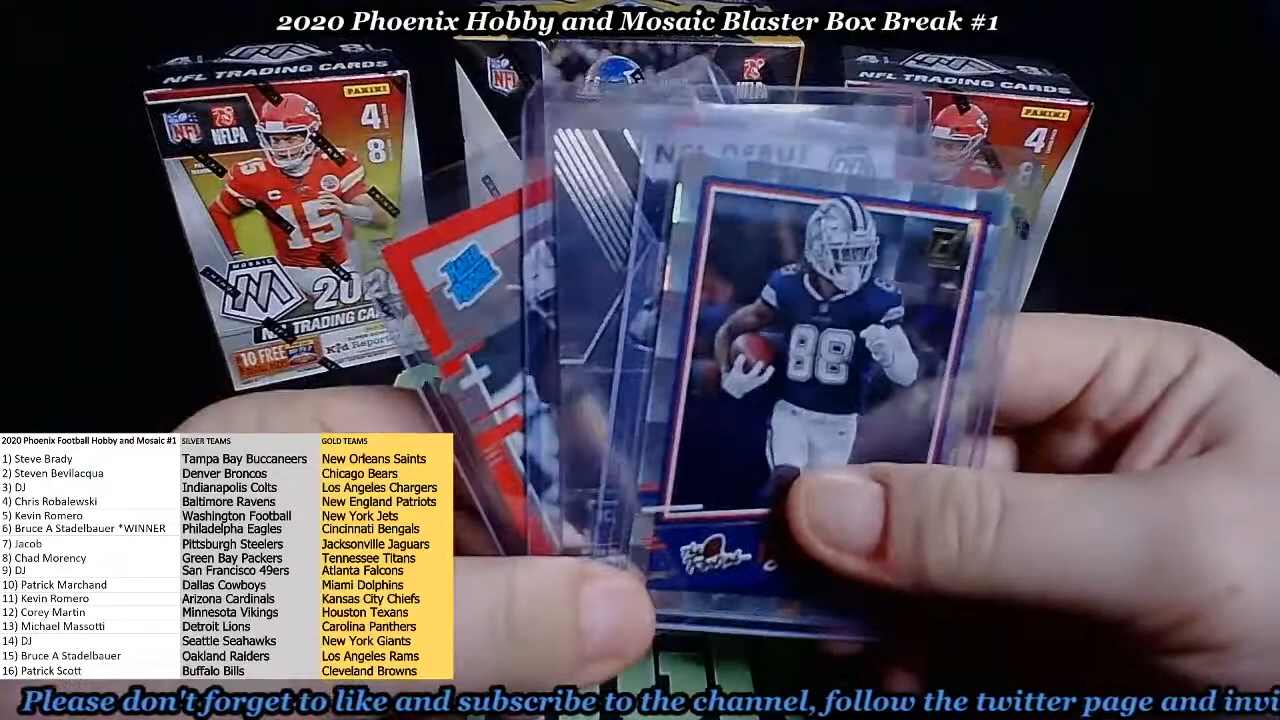 2020 Phoenix Hobby and Mosaic Blaster Box Break #1
NFL TRADING CARDS
NFL
NFLPA
PANINI
4
8
15
MOSAIC
NFL TRADING CARDS
10 FREE
Kid Reporter
NFL
NFL TRADING CARDS
PANINI
4
8
NFL DEBUT
88
2020 Phoenix Football Hobby and Mosaic #1 SILVER TEAMS GOLD TEAMS
1) Steve Brady Tampa Bay Buccaneers New Orleans Saints
2) Steven Bevilacqua Denver Broncos Chicago Bears
3) DJ Indianapolis Colts Los Angeles Chargers
4) Chris Robalewski Baltimore Ravens New England Patriots
5) Kevin Romero Washington Football New York Jets
6) Bruce A Stadelbauer *WINNER Philadelpha Eagles Cincinnati Bengals
7) Jacob Pittsburgh Steelers Jacksonville Jaguars
8) Chad Morency Green Bay Packers Tennessee Titans
9) DJ San Francisco 49ers Atlanta Falcons
10) Patrick Marchand Dallas Cowboys Miami Dolphins
11) Kevin Romero Arizona Cardinals Kansas City Chiefs
12) Corey Martin Minnesota Vikings Houston Texans
13) Michael Massotti Detroit Lions Carolina Panthers
14) DJ Seattle Seahawks New York Giants
15) Bruce A Stadelbauer Oakland Raiders Los Angeles Rams
16) Patrick Scott Buffalo Bills Cleveland Browns
Please don't forget to like and subscribe to the channel, follow the twitter page and invi